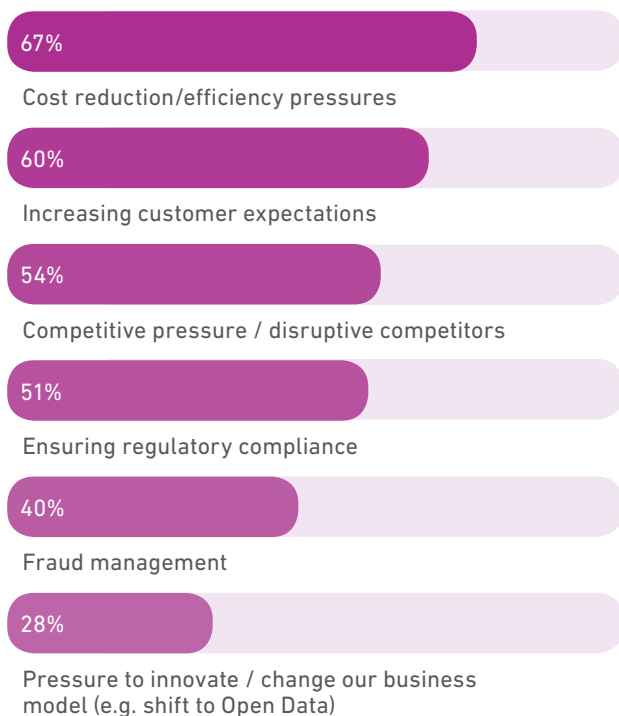 67%
Cost reduction/efficiency pressures
60%
Increasing customer expectations
54%
Competitive pressure / disruptive competitors
51%
Ensuring regulatory compliance
40%
Fraud management
28%
Pressure to innovate / change our business
model (e.g. shift to Open Data)